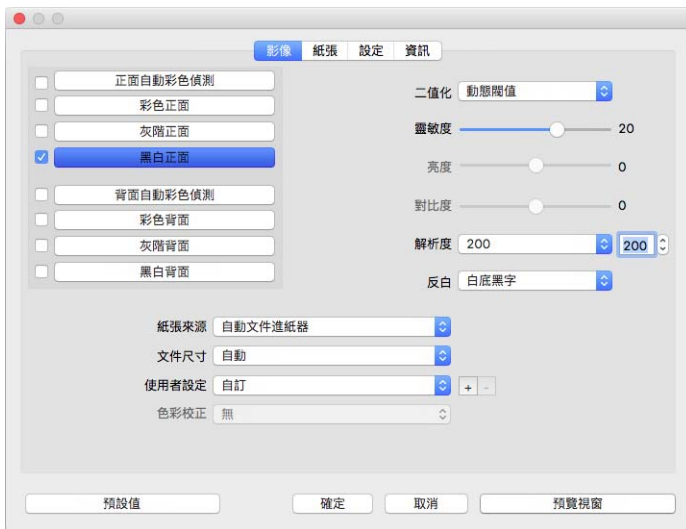 影像 紙張 設定 資訊
正面自動彩色偵測
彩色正面
灰階正面
黑白正面
背面自動彩色偵測
彩色背面
灰階背面
黑白背面
二值化 動態閥值
靈敏度 20
亮度 0
對比度 0
解析度 200 200
反白 白底黑字
紙張來源 自動文件進紙器
文件尺寸 自動
使用者設定 自訂 + -
色彩校正 無
預設值 確定 取消 預覽視窗